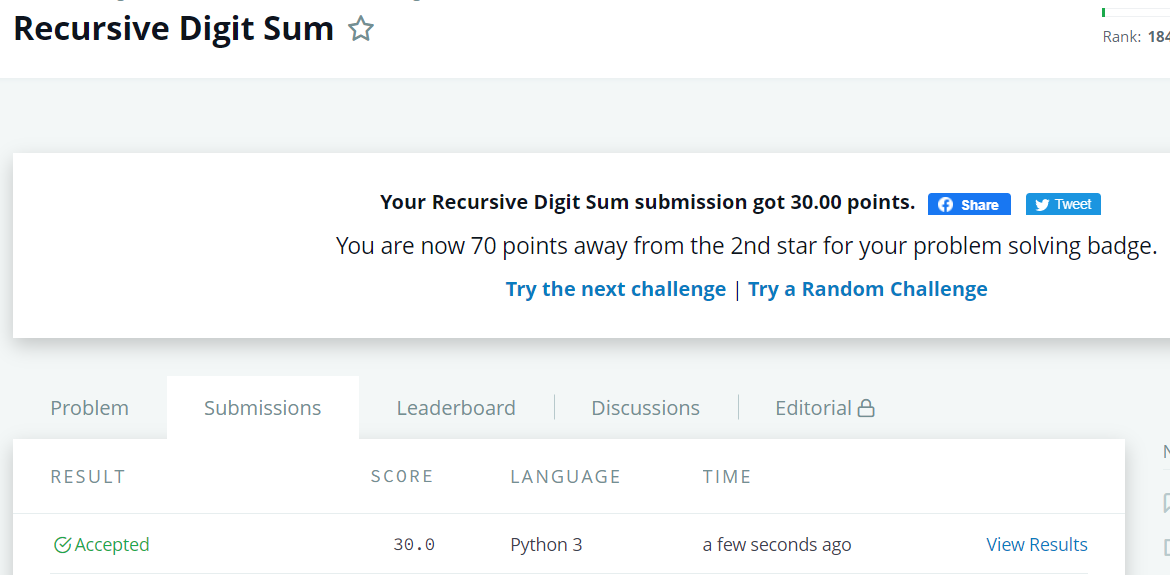 Recursive Digit Sum
Rank: 184
Your Recursive Digit Sum submission got 30.00 points. Share Tweet
You are now 70 points away from the 2nd star for your problem solving badge.
Try the next challenge | Try a Random Challenge
Problem Submissions Leaderboard Discussions Editorial
RESULT SCORE LANGUAGE TIME
Accepted 30.0 Python 3 a few seconds ago View Results